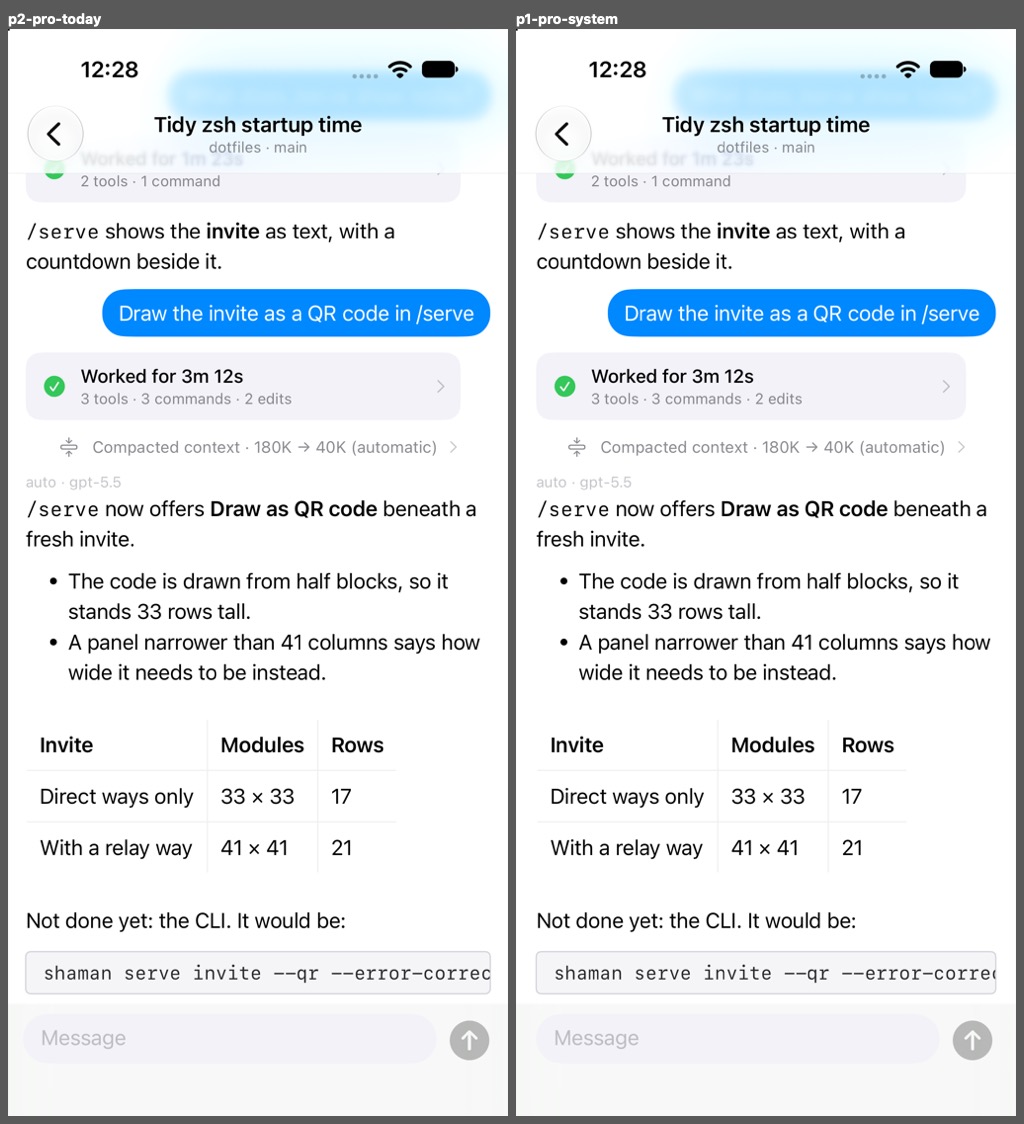 p2-pro-today
12:28
Tidy zsh startup time
dotfiles · main
Worked for 1m 23s
2 tools · 1 command
/serve shows the invite as text, with a
countdown beside it.
Draw the invite as a QR code in /serve
Worked for 3m 12s
3 tools · 3 commands · 2 edits
Compacted context · 180K → 40K (automatic)
auto · gpt-5.5
/serve now offers Draw as QR code beneath a
fresh invite.
• The code is drawn from half blocks, so it
stands 33 rows tall.
• A panel narrower than 41 columns says how
wide it needs to be instead.
Invite Modules Rows
Direct ways only 33 × 33 17
With a relay way 41 × 41 21
Not done yet: the CLI. It would be:
shaman serve invite --qr --error-correc
Message
p1-pro-system
12:28
Tidy zsh startup time
dotfiles · main
Worked for 1m 23s
2 tools · 1 command
/serve shows the invite as text, with a
countdown beside it.
Draw the invite as a QR code in /serve
Worked for 3m 12s
3 tools · 3 commands · 2 edits
Compacted context · 180K → 40K (automatic)
auto · gpt-5.5
/serve now offers Draw as QR code beneath a
fresh invite.
• The code is drawn from half blocks, so it
stands 33 rows tall.
• A panel narrower than 41 columns says how
wide it needs to be instead.
Invite Modules Rows
Direct ways only 33 × 33 17
With a relay way 41 × 41 21
Not done yet: the CLI. It would be:
shaman serve invite --qr --error-correc
Message